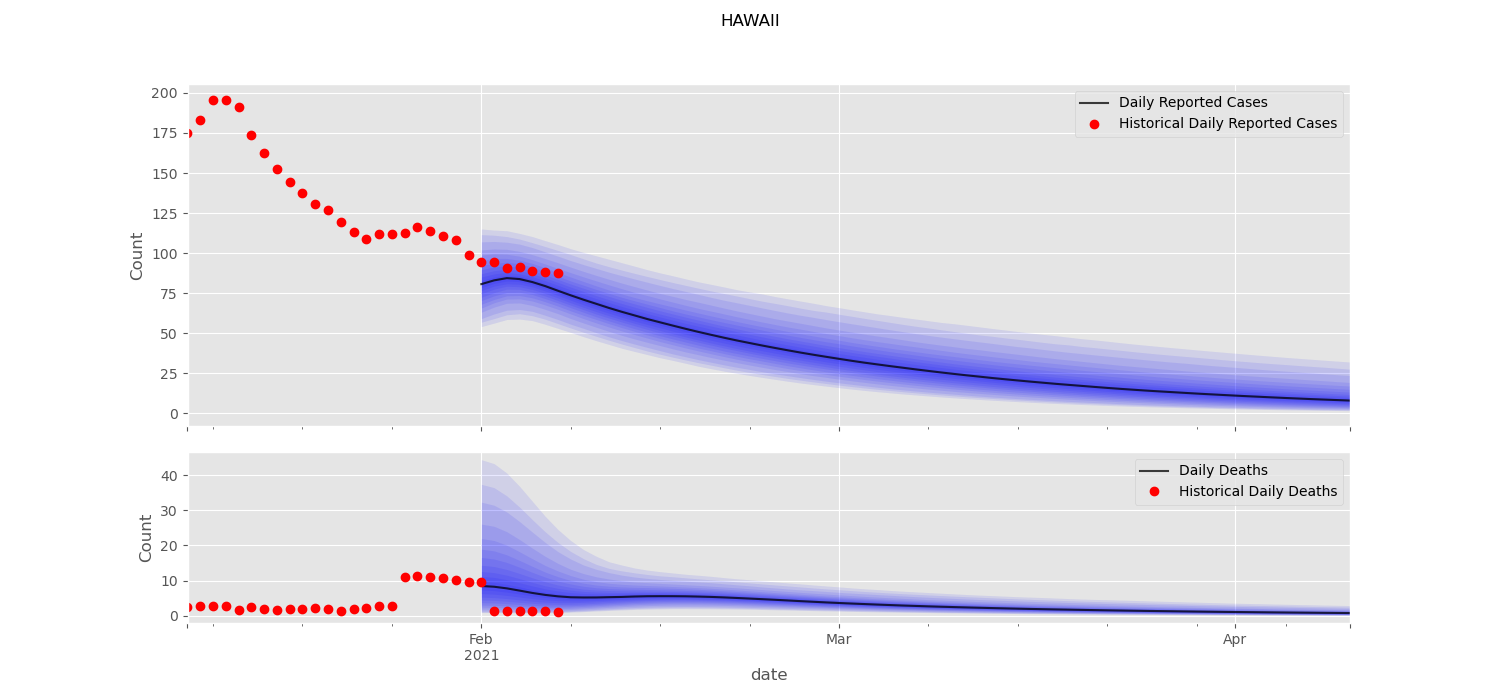 HAWAII
200
175
150
125
100
75
50
25
0
Count
Daily Reported Cases
Historical Daily Reported Cases
40
30
20
10
0
Count
Daily Deaths
Historical Daily Deaths
Feb
2021
Mar
Apr
date